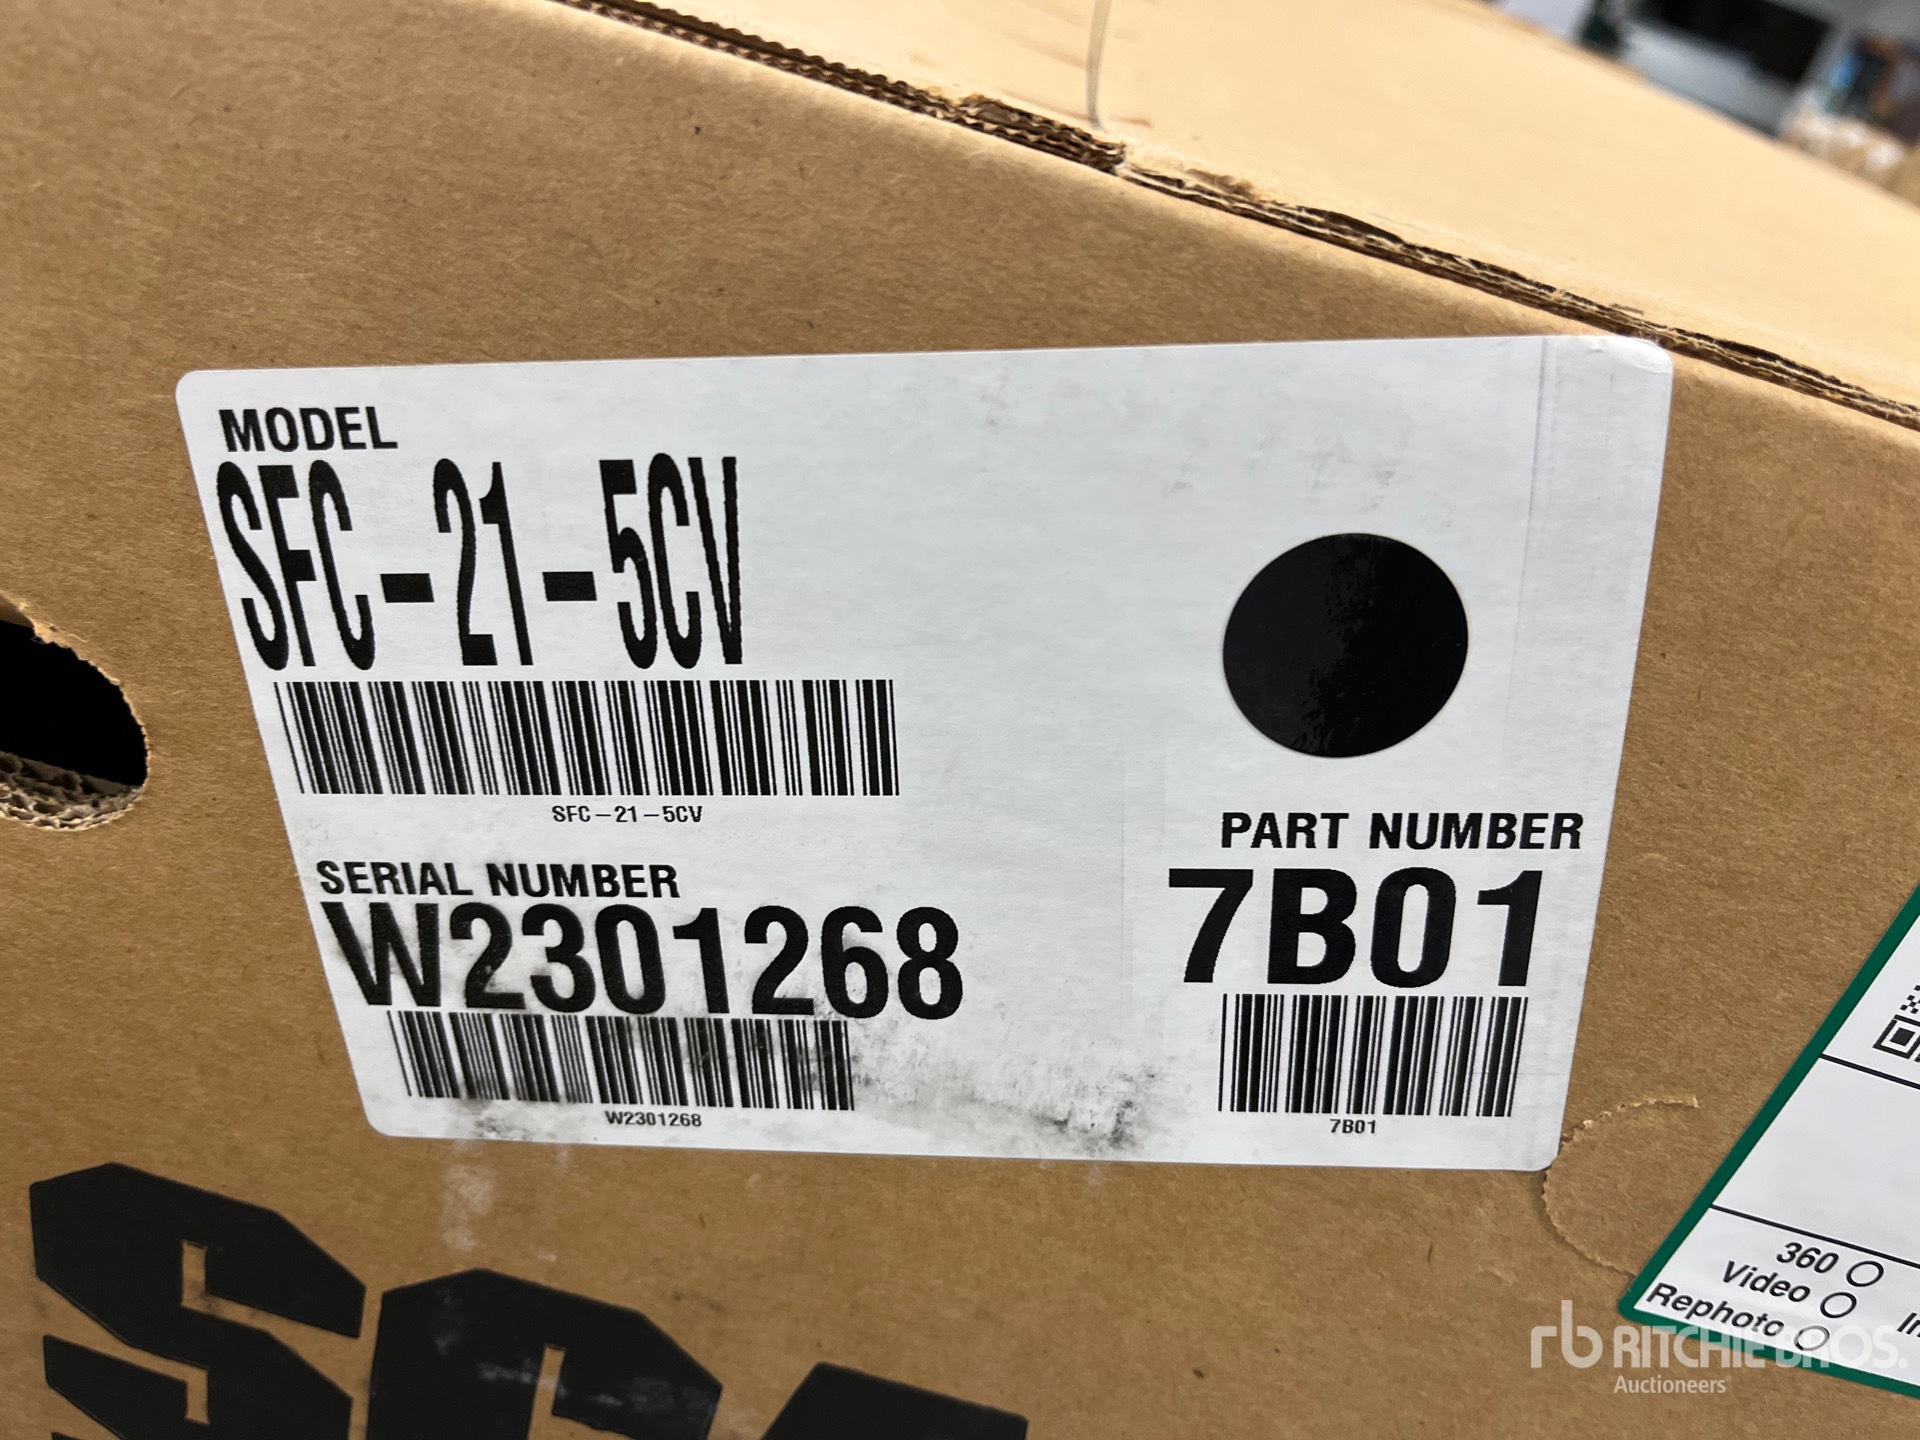 MODEL
SFC-21-5CV
SFC-21-5CV
SERIAL NUMBER
W2301268
W2301268
PART NUMBER
7B01
7B01
360
Video
Rephoto
rb RITCHIE BROS.
Auctioneers